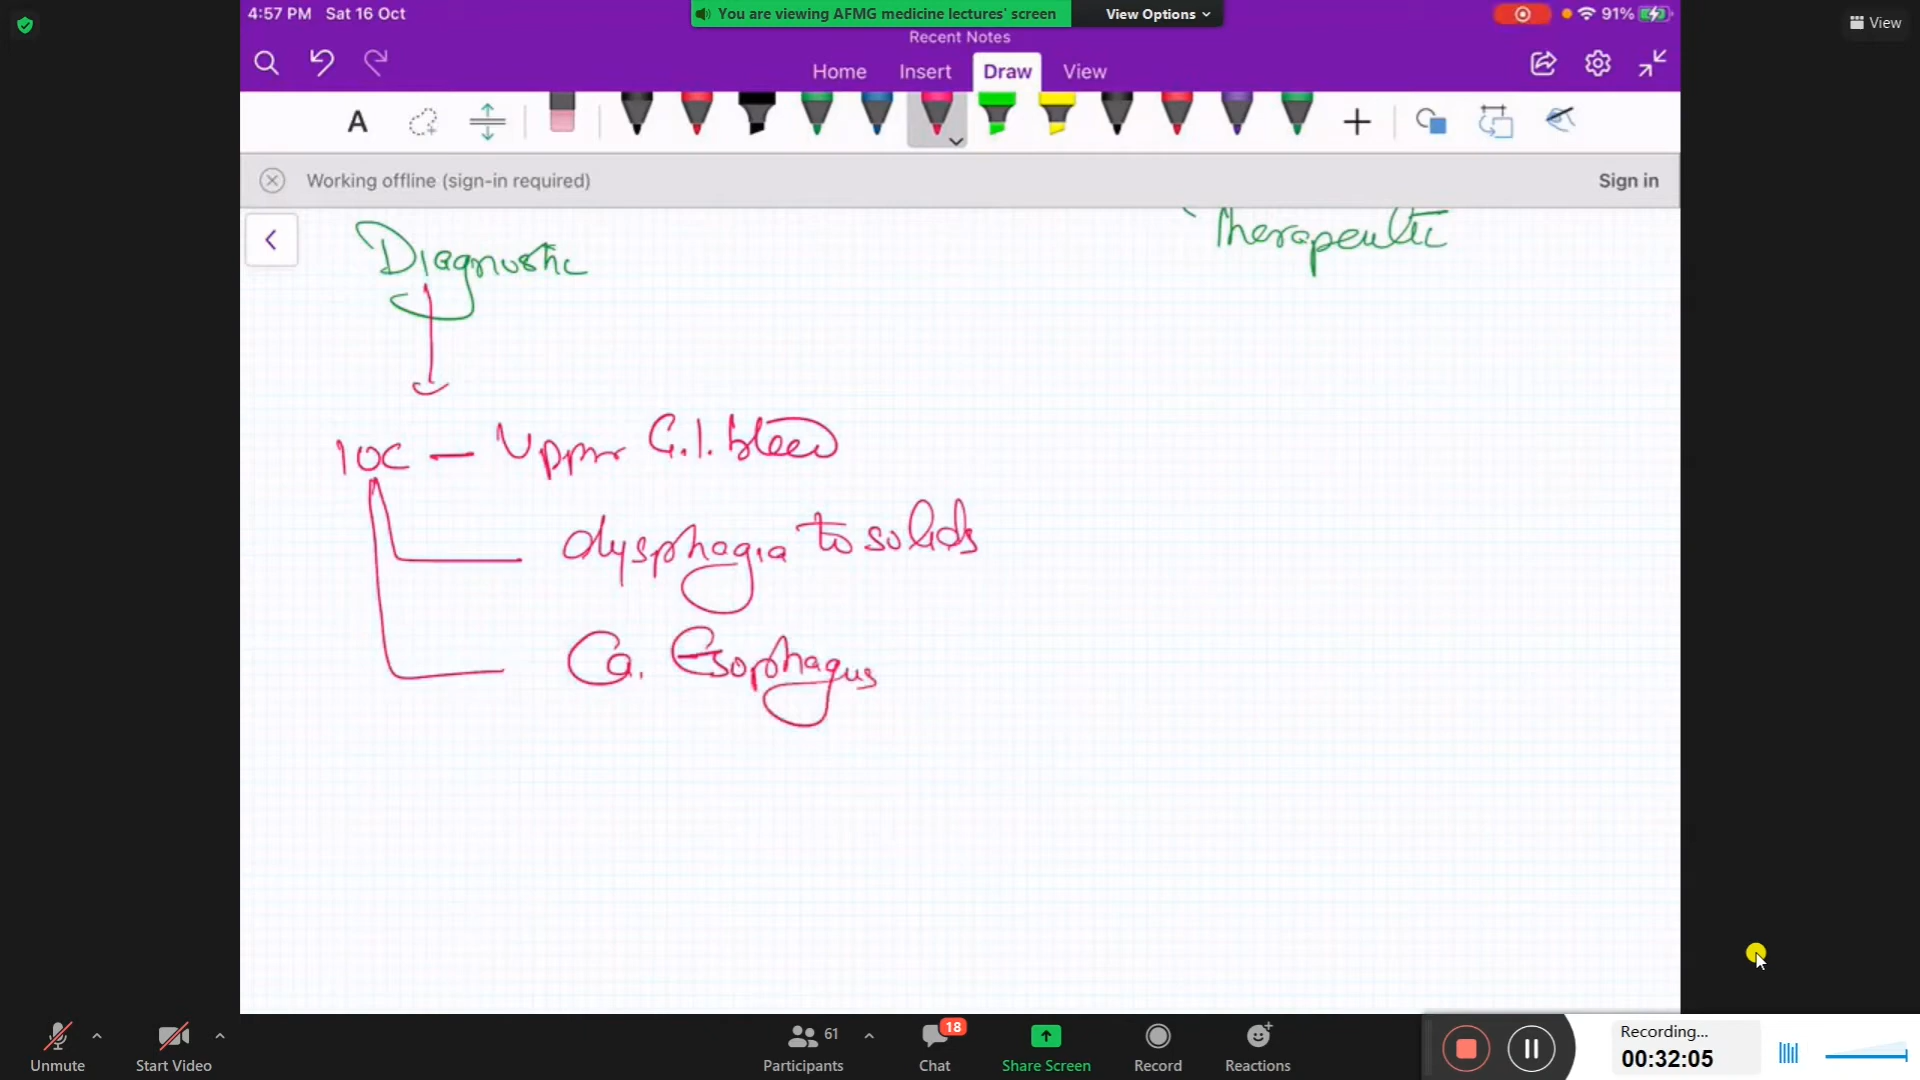 4:57 PM Sat 16 Oct
You are viewing AFMG medicine lectures' screen
View Options
91%
View
Recent Notes
Home Insert Draw View
A
Working offline (sign-in required)
Sign in
Diagnostic
Therapeutic
IOC — Upper G.I. bleed
dysphagia to solids
Ca. Esophagus
Unmute
Start Video
61
Participants
18
Chat
Share Screen
Record
Reactions
Recording...
00:32:05